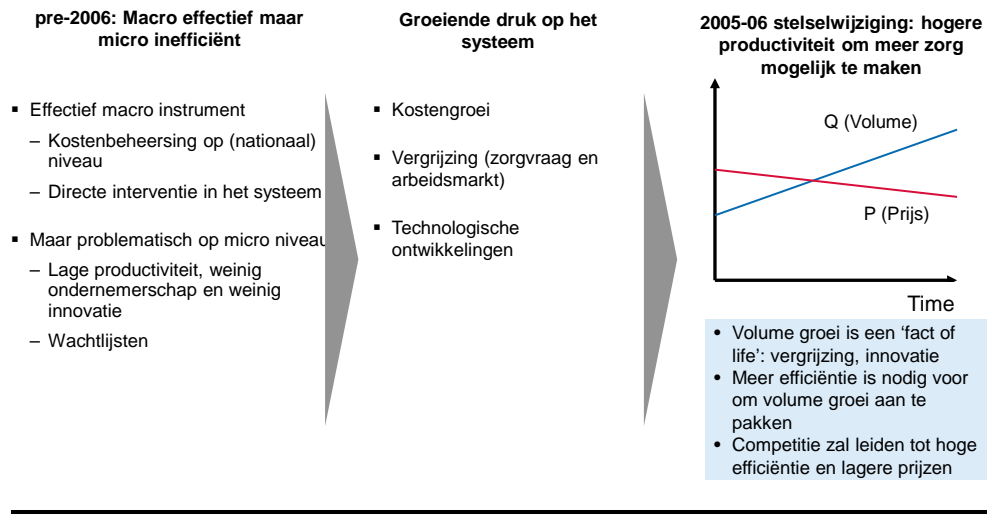 pre-2006: Macro effectief maar
micro inefficiënt
▪ Effectief macro instrument
– Kostenbeheersing op (nationaal)
niveau
– Directe interventie in het systeem
▪ Maar problematisch op micro niveau
– Lage productiviteit, weinig
ondernemerschap en weinig
innovatie
– Wachtlijsten
Groeiende druk op het
systeem
▪ Kostengroei
▪ Vergrijzing (zorgvraag en
arbeidsmarkt)
▪ Technologische
ontwikkelingen
2005-06 stelselwijziging: hogere
productiviteit om meer zorg
mogelijk te maken
Q (Volume)
P (Prijs)
Time
• Volume groei is een ‘fact of
life’: vergrijzing, innovatie
• Meer efficiëntie is nodig voor
om volume groei aan te
pakken
• Competitie zal leiden tot hoge
efficiëntie en lagere prijzen